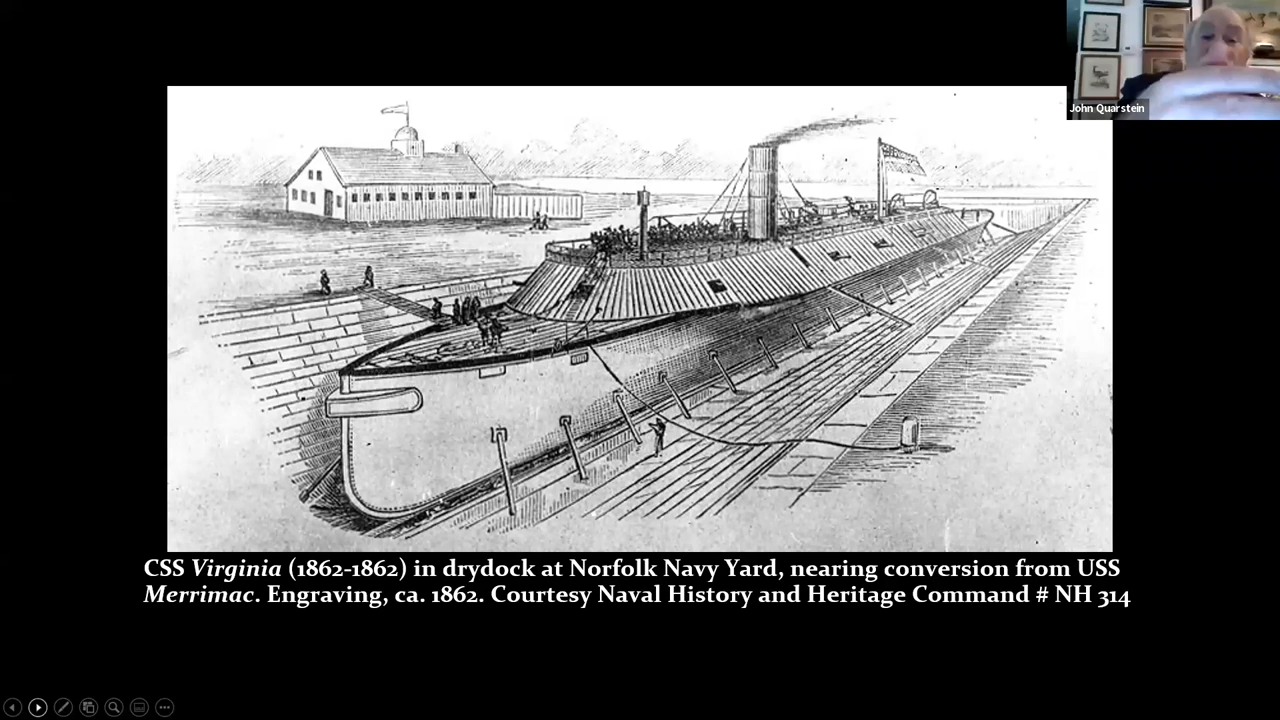 John Quarstein
CSS Virginia (1862-1862) in drydock at Norfolk Navy Yard, nearing conversion from USS
Merrimac. Engraving, ca. 1862. Courtesy Naval History and Heritage Command # NH 314